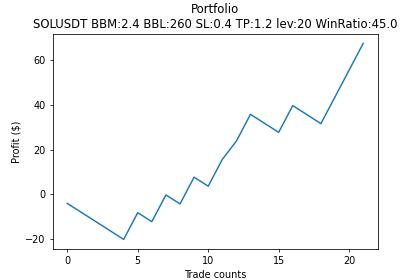 Portfolio
SOLUSDT BBM:2.4 BBL:260 SL:0.4 TP:1.2 lev:20 WinRatio:45.0
60
40
20
0
−20
Profit ($)
0
5
10
15
20
Trade counts